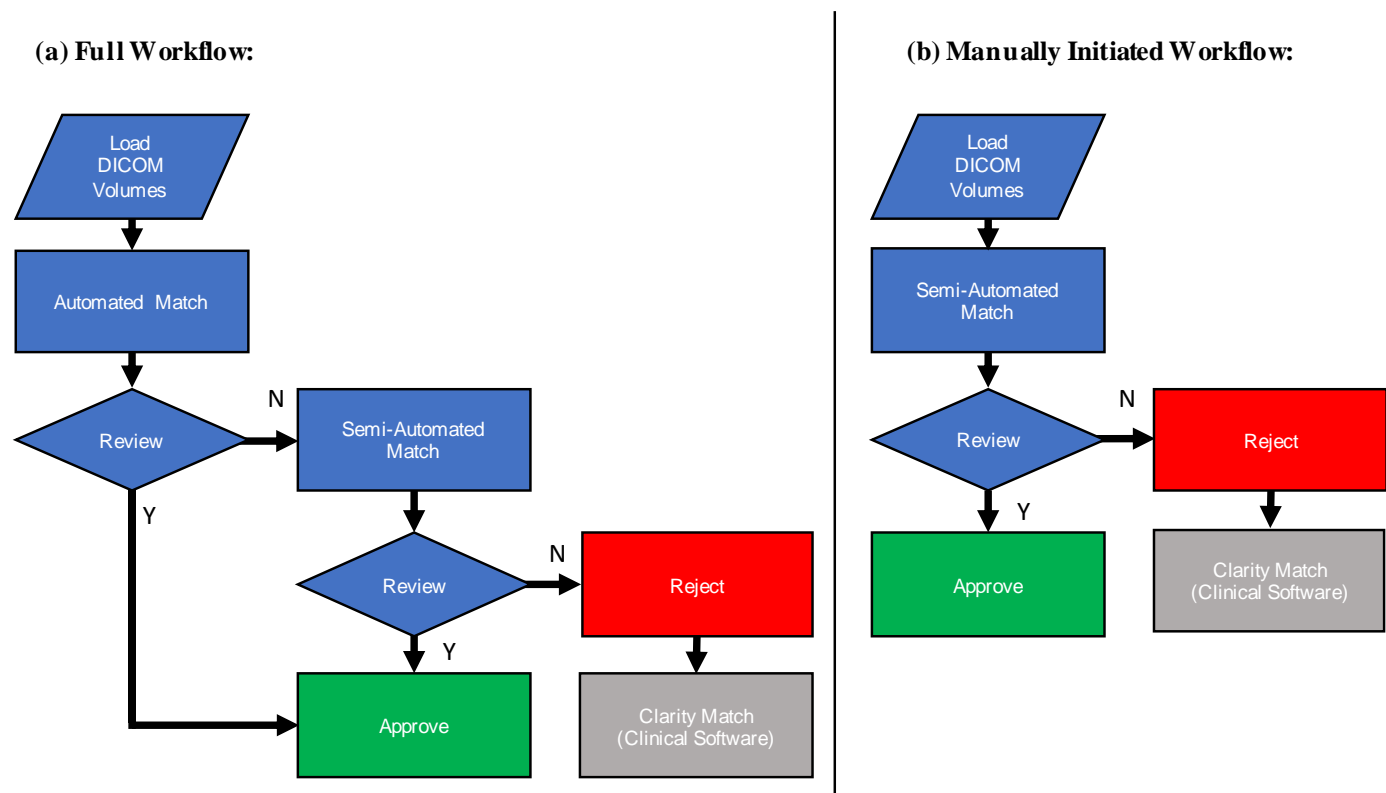 (a) Full Workflow:
Load
DICOM
Volumes
Automated Match
Review
N
Y
Semi-Automated
Match
Review
N
Y
Reject
Approve
Clarity Match
(Clinical Software)
(b) Manually Initiated Workflow:
Load
DICOM
Volumes
Semi-Automated
Match
Review
N
Y
Reject
Approve
Clarity Match
(Clinical Software)